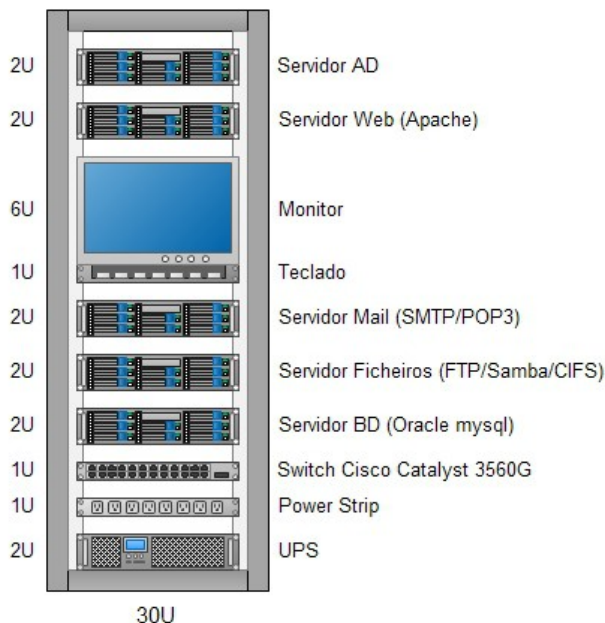 2U Servidor AD
2U Servidor Web (Apache)
6U Monitor
1U Teclado
2U Servidor Mail (SMTP/POP3)
2U Servidor Ficheiros (FTP/Samba/CIFS)
2U Servidor BD (Oracle mysql)
1U Switch Cisco Catalyst 3560G
1U Power Strip
2U UPS
30U